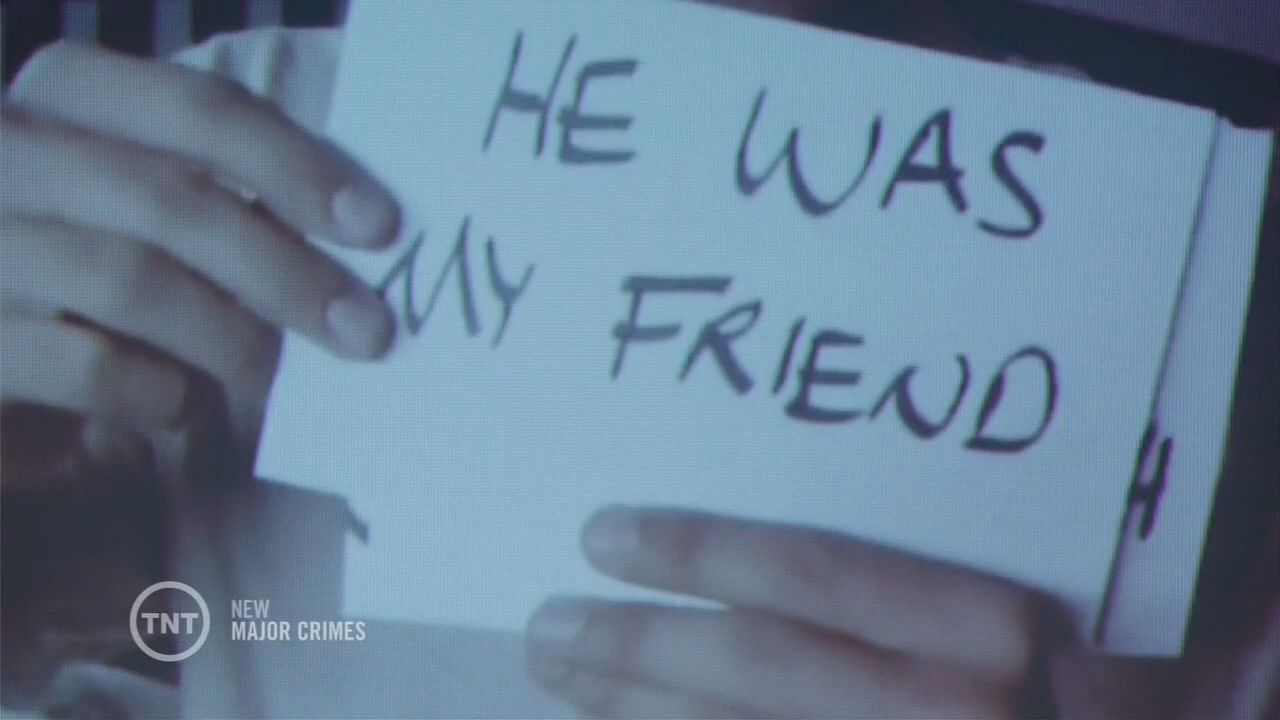 HE WAS
MY FRIEND
H
TNT
NEW
MAJOR CRIMES